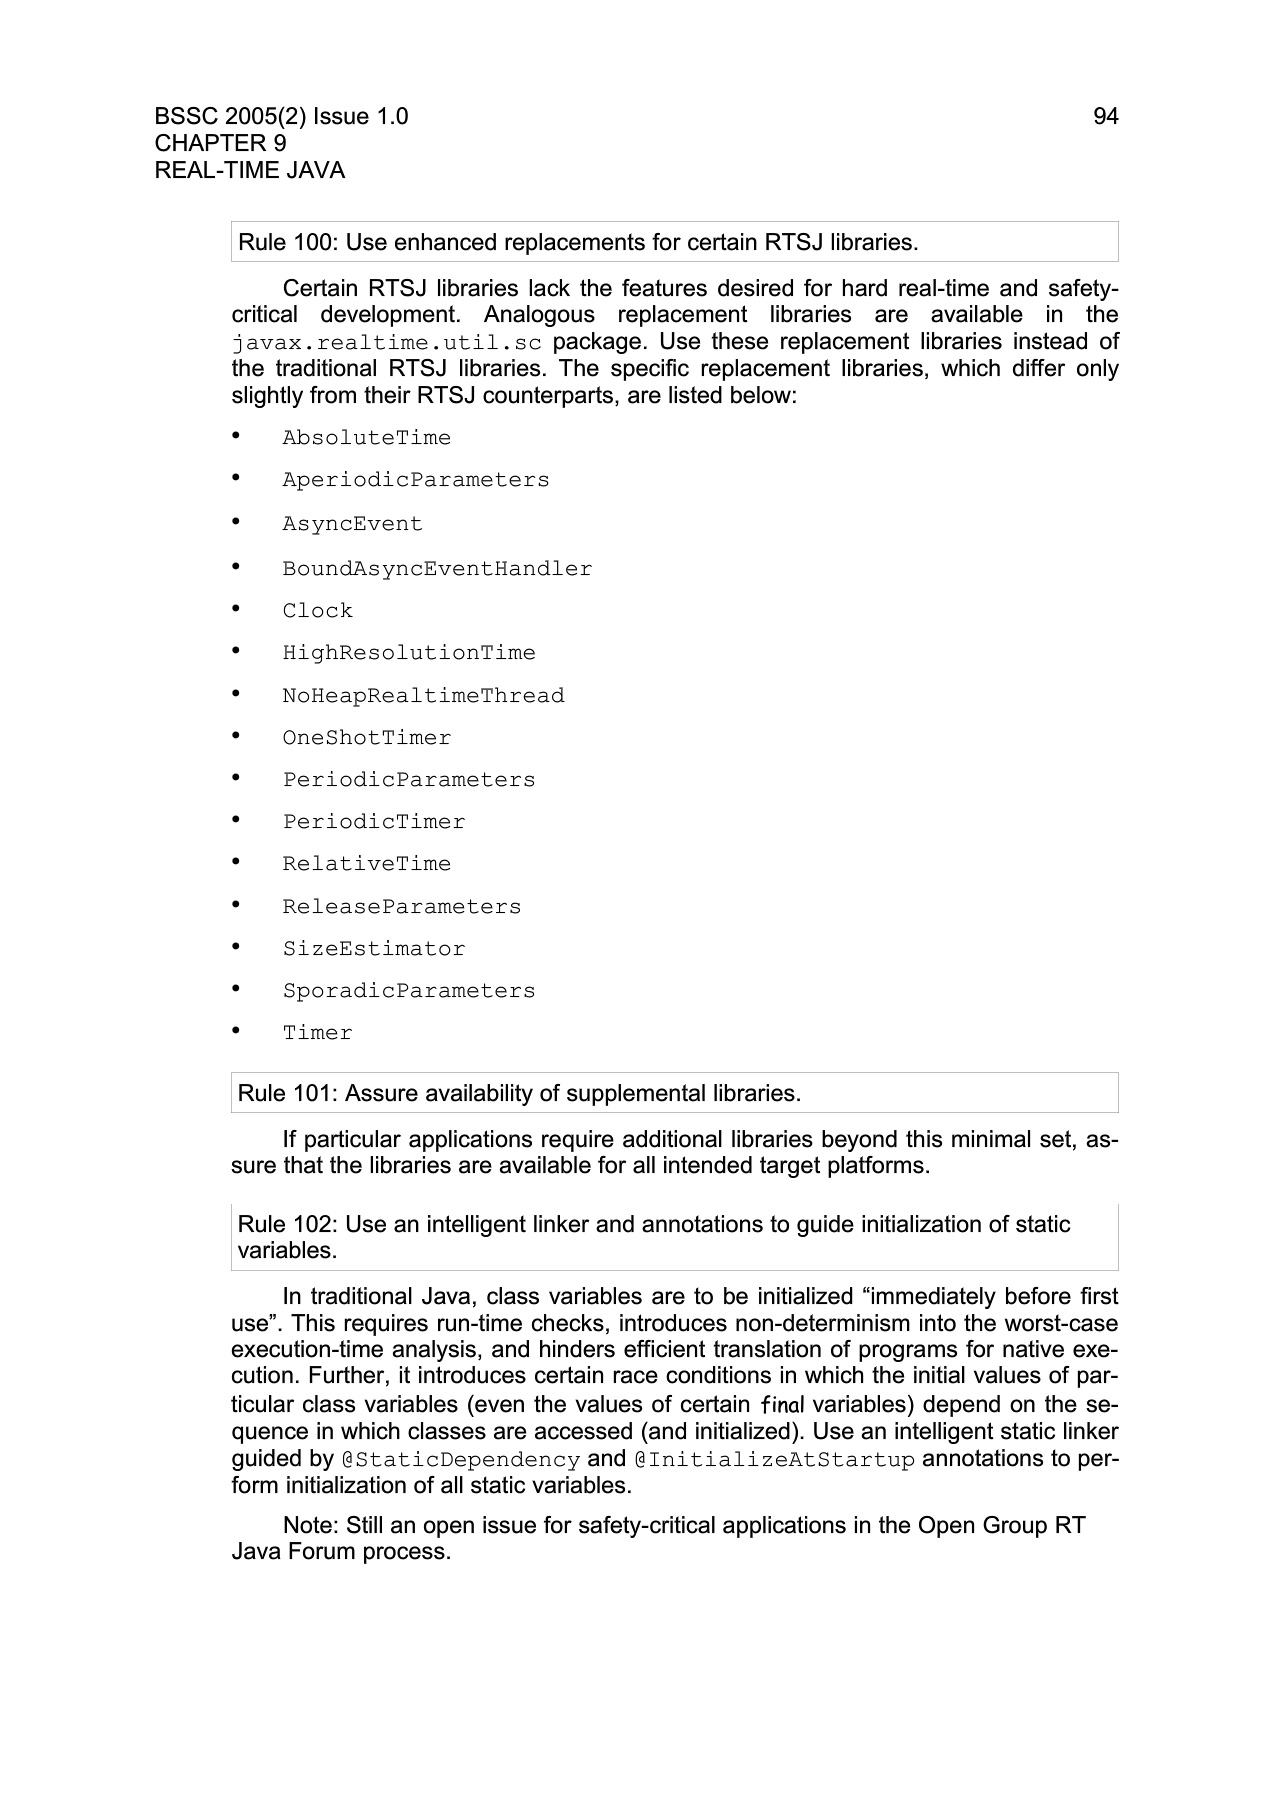 BSSC 2005(2) Issue 1.0 94
CHAPTER 9
REAL-TIME JAVA
Rule 100: Use enhanced replacements for certain RTSJ libraries.
Certain RTSJ libraries lack the features desired for hard real-time and safety-
critical development. Analogous replacement libraries are available in the
javax.realtime.util.sc package. Use these replacement libraries instead of
the traditional RTSJ libraries. The specific replacement libraries, which differ only
slightly from their RTSJ counterparts, are listed below:
• AbsoluteTime
• AperiodicParameters
• AsyncEvent
• BoundAsyncEventHandler
• Clock
• HighResolutionTime
• NoHeapRealtimeThread
• OneShotTimer
• PeriodicParameters
• PeriodicTimer
• RelativeTime
• ReleaseParameters
• SizeEstimator
• SporadicParameters
• Timer
Rule 101: Assure availability of supplemental libraries.
If particular applications require additional libraries beyond this minimal set, as-
sure that the libraries are available for all intended target platforms.
Rule 102: Use an intelligent linker and annotations to guide initialization of static
variables.
In traditional Java, class variables are to be initialized “immediately before first
use”. This requires run-time checks, introduces non-determinism into the worst-case
execution-time analysis, and hinders efficient translation of programs for native exe-
cution. Further, it introduces certain race conditions in which the initial values of par-
ticular class variables (even the values of certain final variables) depend on the se-
quence in which classes are accessed (and initialized). Use an intelligent static linker
guided by @StaticDependency and @InitializeAtStartup annotations to per-
form initialization of all static variables.
Note: Still an open issue for safety-critical applications in the Open Group RT
Java Forum process.